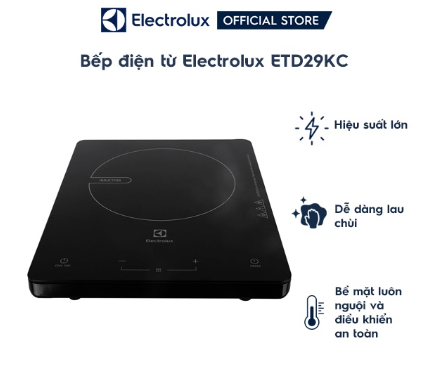 Electrolux OFFICIAL STORE
Bếp điện từ Electrolux ETD29KC
Hiệu suất lớn
Dễ dàng lau
chùi
Electrolux
Bề mặt luôn
nguội và
điều khiển
an toàn